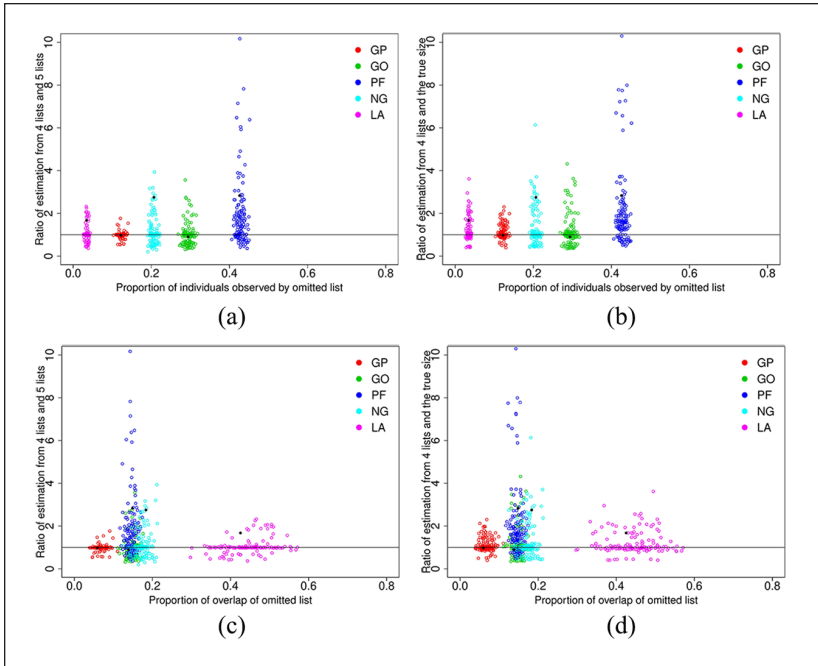 Ratio of estimation from 4 lists and 5 lists
10
8
6
4
2
0
GP
GO
PF
NG
LA
0.0 0.2 0.4 0.6 0.8
Proportion of individuals observed by omitted list
(a)
Ratio of estimation from 4 lists and the true size
10
8
6
4
2
0
GP
GO
PF
NG
LA
0.0 0.2 0.4 0.6 0.8
Proportion of individuals observed by omitted list
(b)
Ratio of estimation from 4 lists and 5 lists
10
8
6
4
2
0
GP
GO
PF
NG
LA
0.0 0.2 0.4 0.6 0.8
Proportion of overlap of omitted list
(c)
Ratio of estimation from 4 lists and the true size
10
8
6
4
2
0
GP
GO
PF
NG
LA
0.0 0.2 0.4 0.6 0.8
Proportion of overlap of omitted list
(d)